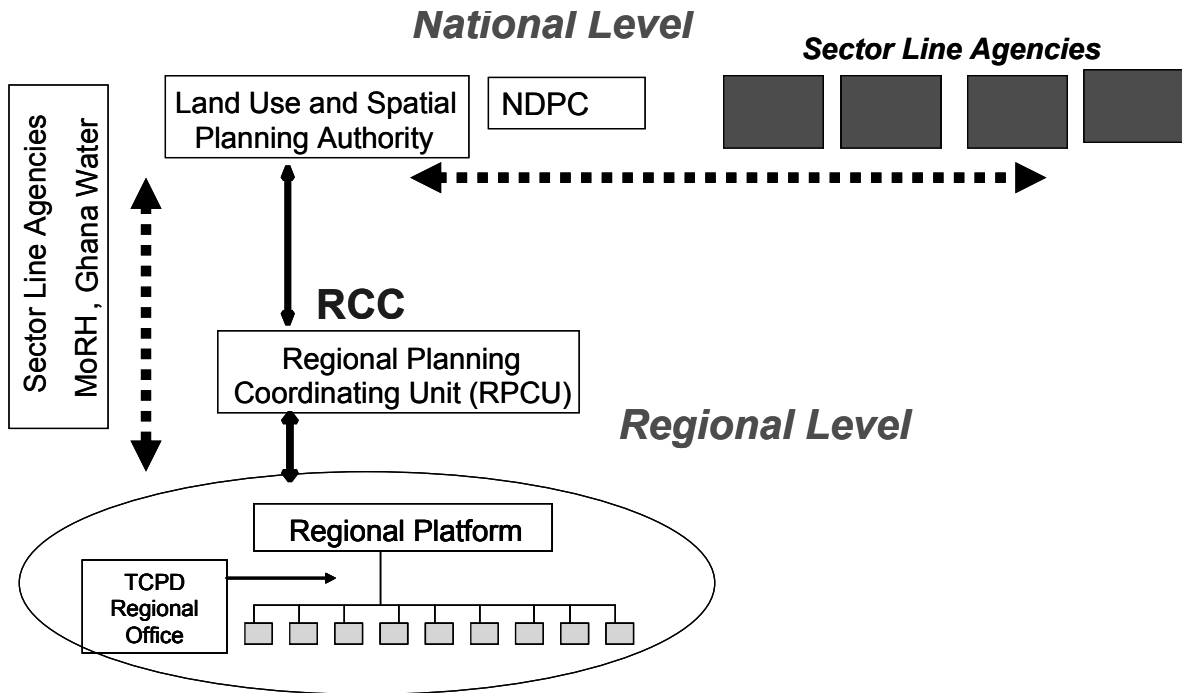 National Level
Sector Line Agencies
Land Use and Spatial
Planning Authority
NDPC
Sector Line Agencies
MoRH , Ghana Water
RCC
Regional Planning
Coordinating Unit (RPCU)
Regional Level
Regional Platform
TCPD
Regional
Office